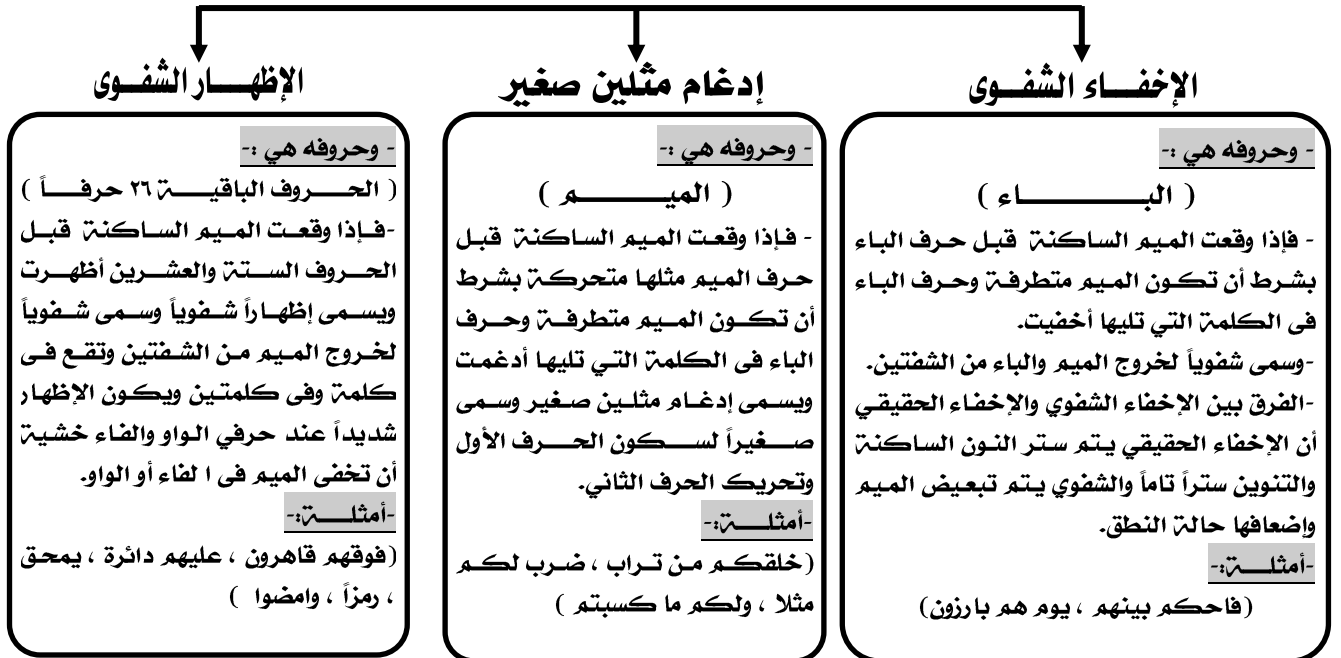 الإخفاء الشفوى
- وحروفه هي :-
( الباء )
- فإذا وقعت الميم الساكنة قبل حرف الباء
بشرط أن تكون الميم متطرفة وحرف الباء
فى الكلمة التي تليها أخفيت.
-وسمى شفوياً لخروج الميم والباء من الشفتين.
-الفرق بين الإخفاء الشفوي والإخفاء الحقيقي
أن الإخفاء الحقيقي يتم ستر النون الساكنة
والتنوين ستراً تاماً والشفوي يتم تبعيض الميم
وإضعافها حالة النطق.
-أمثلة:-
(فاحكم بينهم ، يوم هم بارزون)
إدغام مثلين صغير
- وحروفه هي :-
( الميم )
- فإذا وقعت الميم الساكنة قبل
حرف الميم مثلها متحركة بشرط
أن تكون الميم متطرفة وحرف
الباء فى الكلمة التي تليها أدغمت
ويسمى إدغام مثلين صغير وسمى
صغيراً لسكون الحرف الأول
وتحريك الحرف الثاني.
-أمثلة:-
(خلقكم من تراب ، ضرب لكم
مثلا ، ولكم ما كسبتم )
الإظهار الشفوى
- وحروفه هي :-
( الحروف الباقية ٢٦ حرفاً )
-فإذا وقعت الميم الساكنة قبل
الحروف الستة والعشرين أظهرت
ويسمى إظهاراً شفوياً وسمى شفوياً
لخروج الميم من الشفتين وتقع فى
كلمة وفى كلمتين ويكون الإظهار
شديداً عند حرفي الواو والفاء خشية
أن تخفى الميم فى ا لفاء أو الواو.
-أمثلة:-
(فوقهم قاهرون ، عليهم دائرة ، يمحق
، رمزاً ، وامضوا )